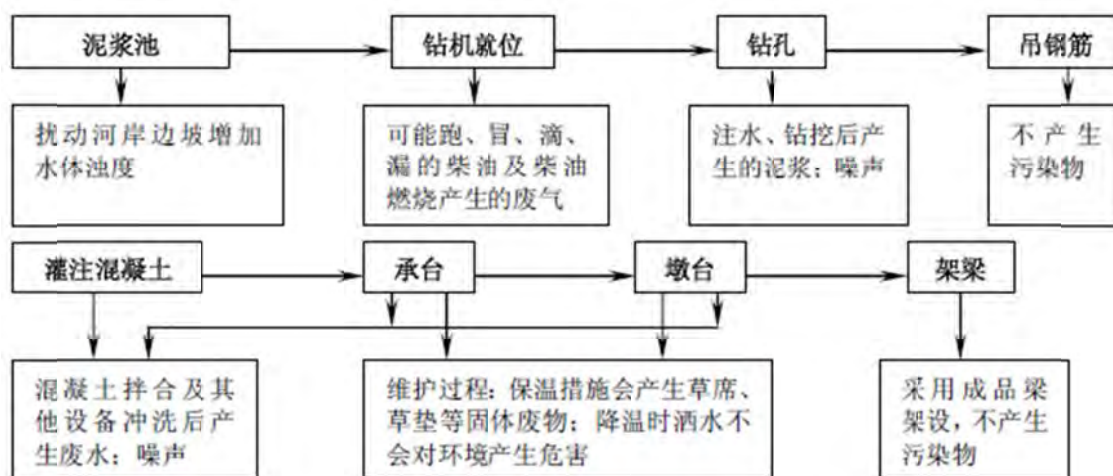 泥浆池
钻机就位
钻孔
吊钢筋
扰动河岸边坡增加
水体浊度
可能跑、冒、滴、
漏的柴油及柴油
燃烧产生的废气
注水、钻挖后产
生的泥浆；噪声
不产生
污染物
灌注混凝土
承台
墩台
架梁
混凝土拌合及其
他设备冲洗后产
生废水；噪声
维护过程：保温措施会产生草席、
草垫等固体废物；降温时洒水不
会对环境产生危害
采用成品梁
架设，不产生
污染物